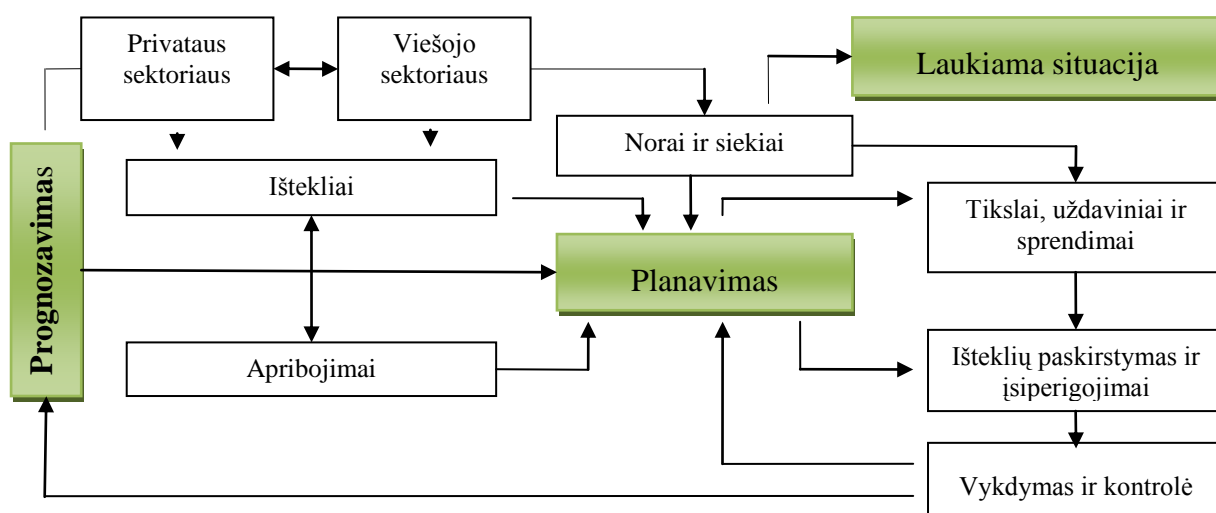 Privataus
sektoriaus
Viešojo
sektoriaus
Laukiama situacija
Norai ir siekiai
Prognozavimas
Ištekliai
Tikslai, uždaviniai ir
sprendimai
Planavimas
Apribojimai
Išteklių paskirstymas ir
įsiperigojimai
Vykdymas ir kontrolė